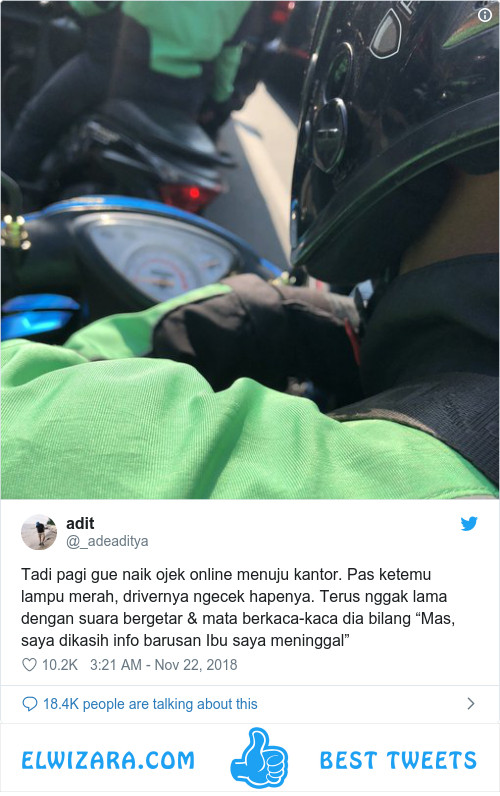 adit
@_adeaditya
Tadi pagi gue naik ojek online menuju kantor. Pas ketemu
lampu merah, drivernya ngecek hapenya. Terus nggak lama
dengan suara bergetar & mata berkaca-kaca dia bilang “Mas,
saya dikasih info barusan Ibu saya meninggal”
10.2K 3:21 AM - Nov 22, 2018
18.4K people are talking about this
ELWIZARA.COM BEST TWEETS